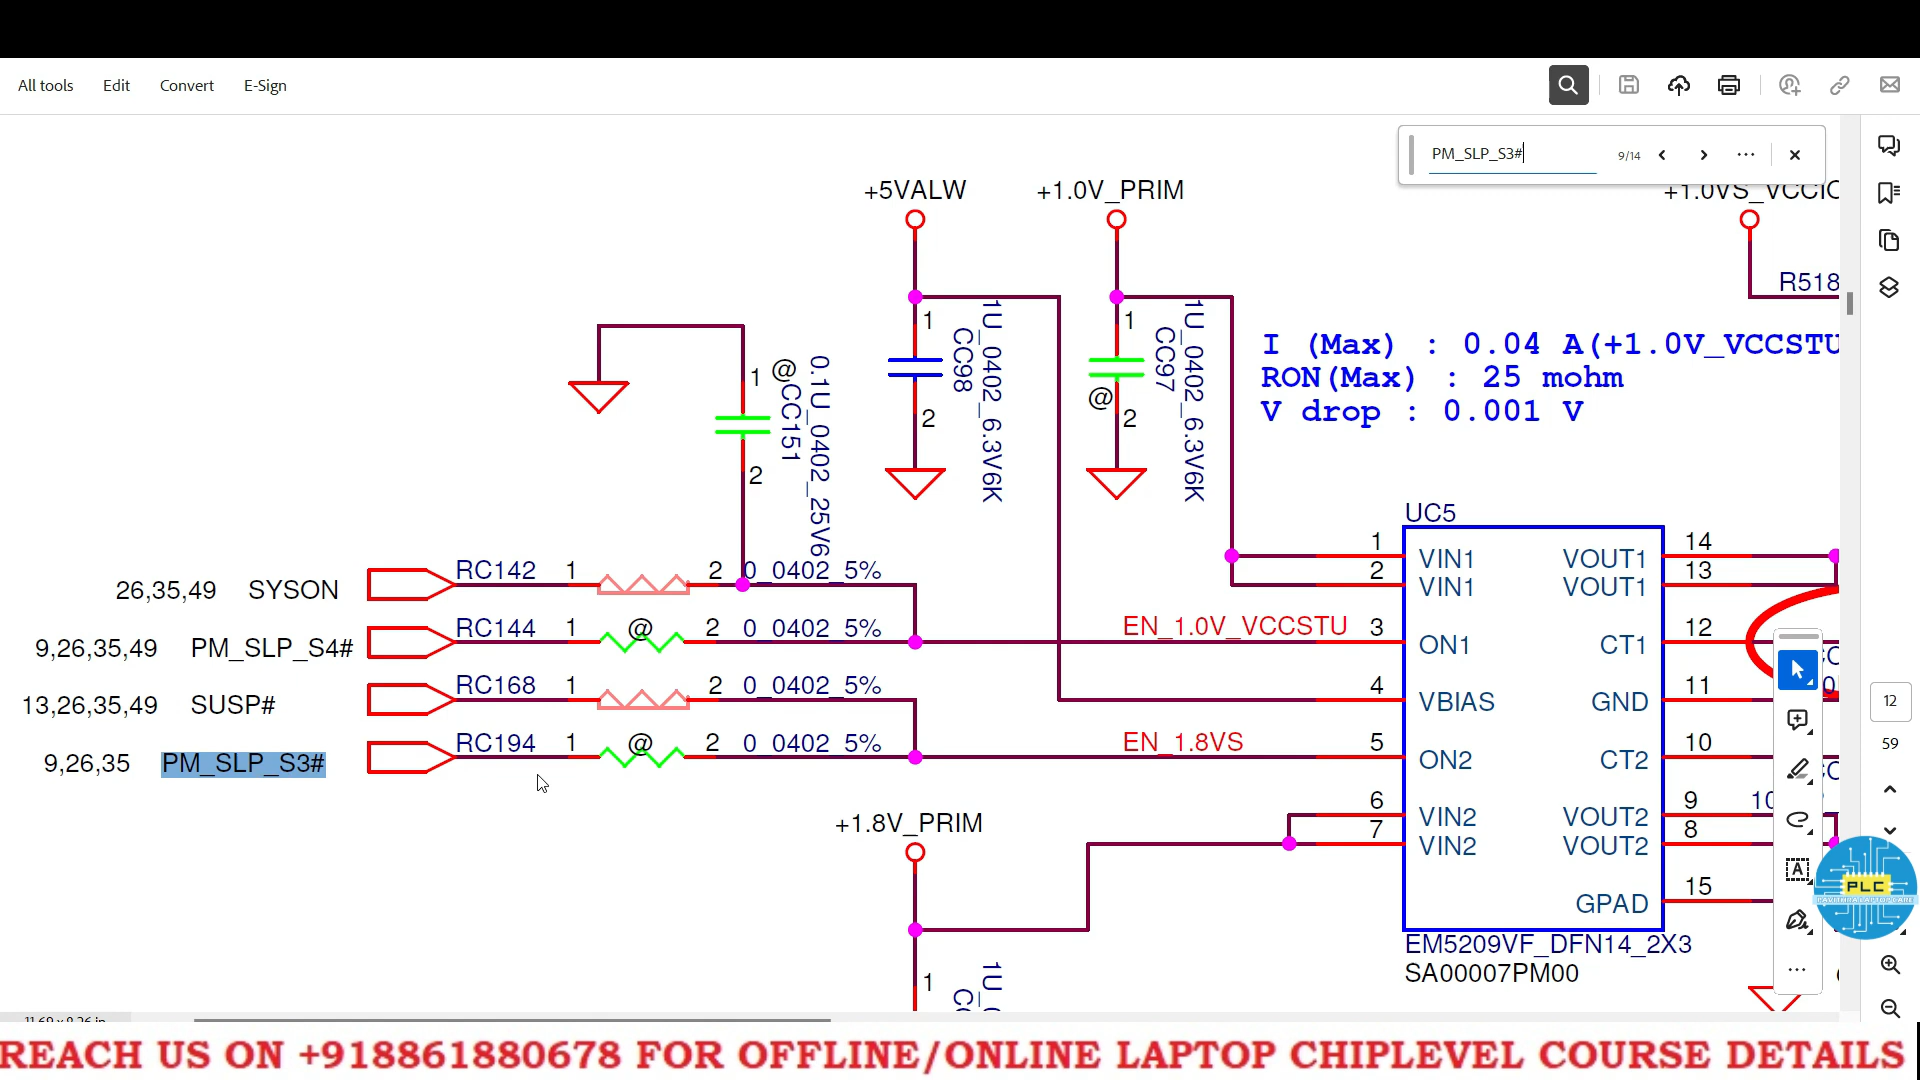 All tools Edit Convert E-Sign
PM_SLP_S3# 9/14
+5VALW +1.0V_PRIM
+1.0VS_VCCIO
R518
1 1
1U_0402_6.3V6K
CC98
1U_0402_6.3V6K
CC97
@
2 2
I (Max) : 0.04 A(+1.0V_VCCSTU
RON(Max) : 25 mohm
V drop : 0.001 V
1 @
CC151
0.1U_0402_25V6
2
UC5
26,35,49 SYSON RC142 1 2 0_0402_5%
9,26,35,49 PM_SLP_S4# RC144 1 @ 2 0_0402_5% EN_1.0V_VCCSTU
13,26,35,49 SUSP# RC168 1 2 0_0402_5%
9,26,35 PM_SLP_S3# RC194 1 @ 2 0_0402_5% EN_1.8VS
1 VIN1 VOUT1 14
2 VIN1 VOUT1 13
3 ON1 CT1 12
4 VBIAS GND 11
5 ON2 CT2 10
6 VIN2 VOUT2 9
7 VIN2 VOUT2 8
GPAD 15
EM5209VF_DFN14_2X3
SA00007PM00
+1.8V_PRIM
1
12
59
A
PLC
PAVITHRA LAPTOP CARE
REACH US ON +918861880678 FOR OFFLINE/ONLINE LAPTOP CHIPLEVEL COURSE DETAILS